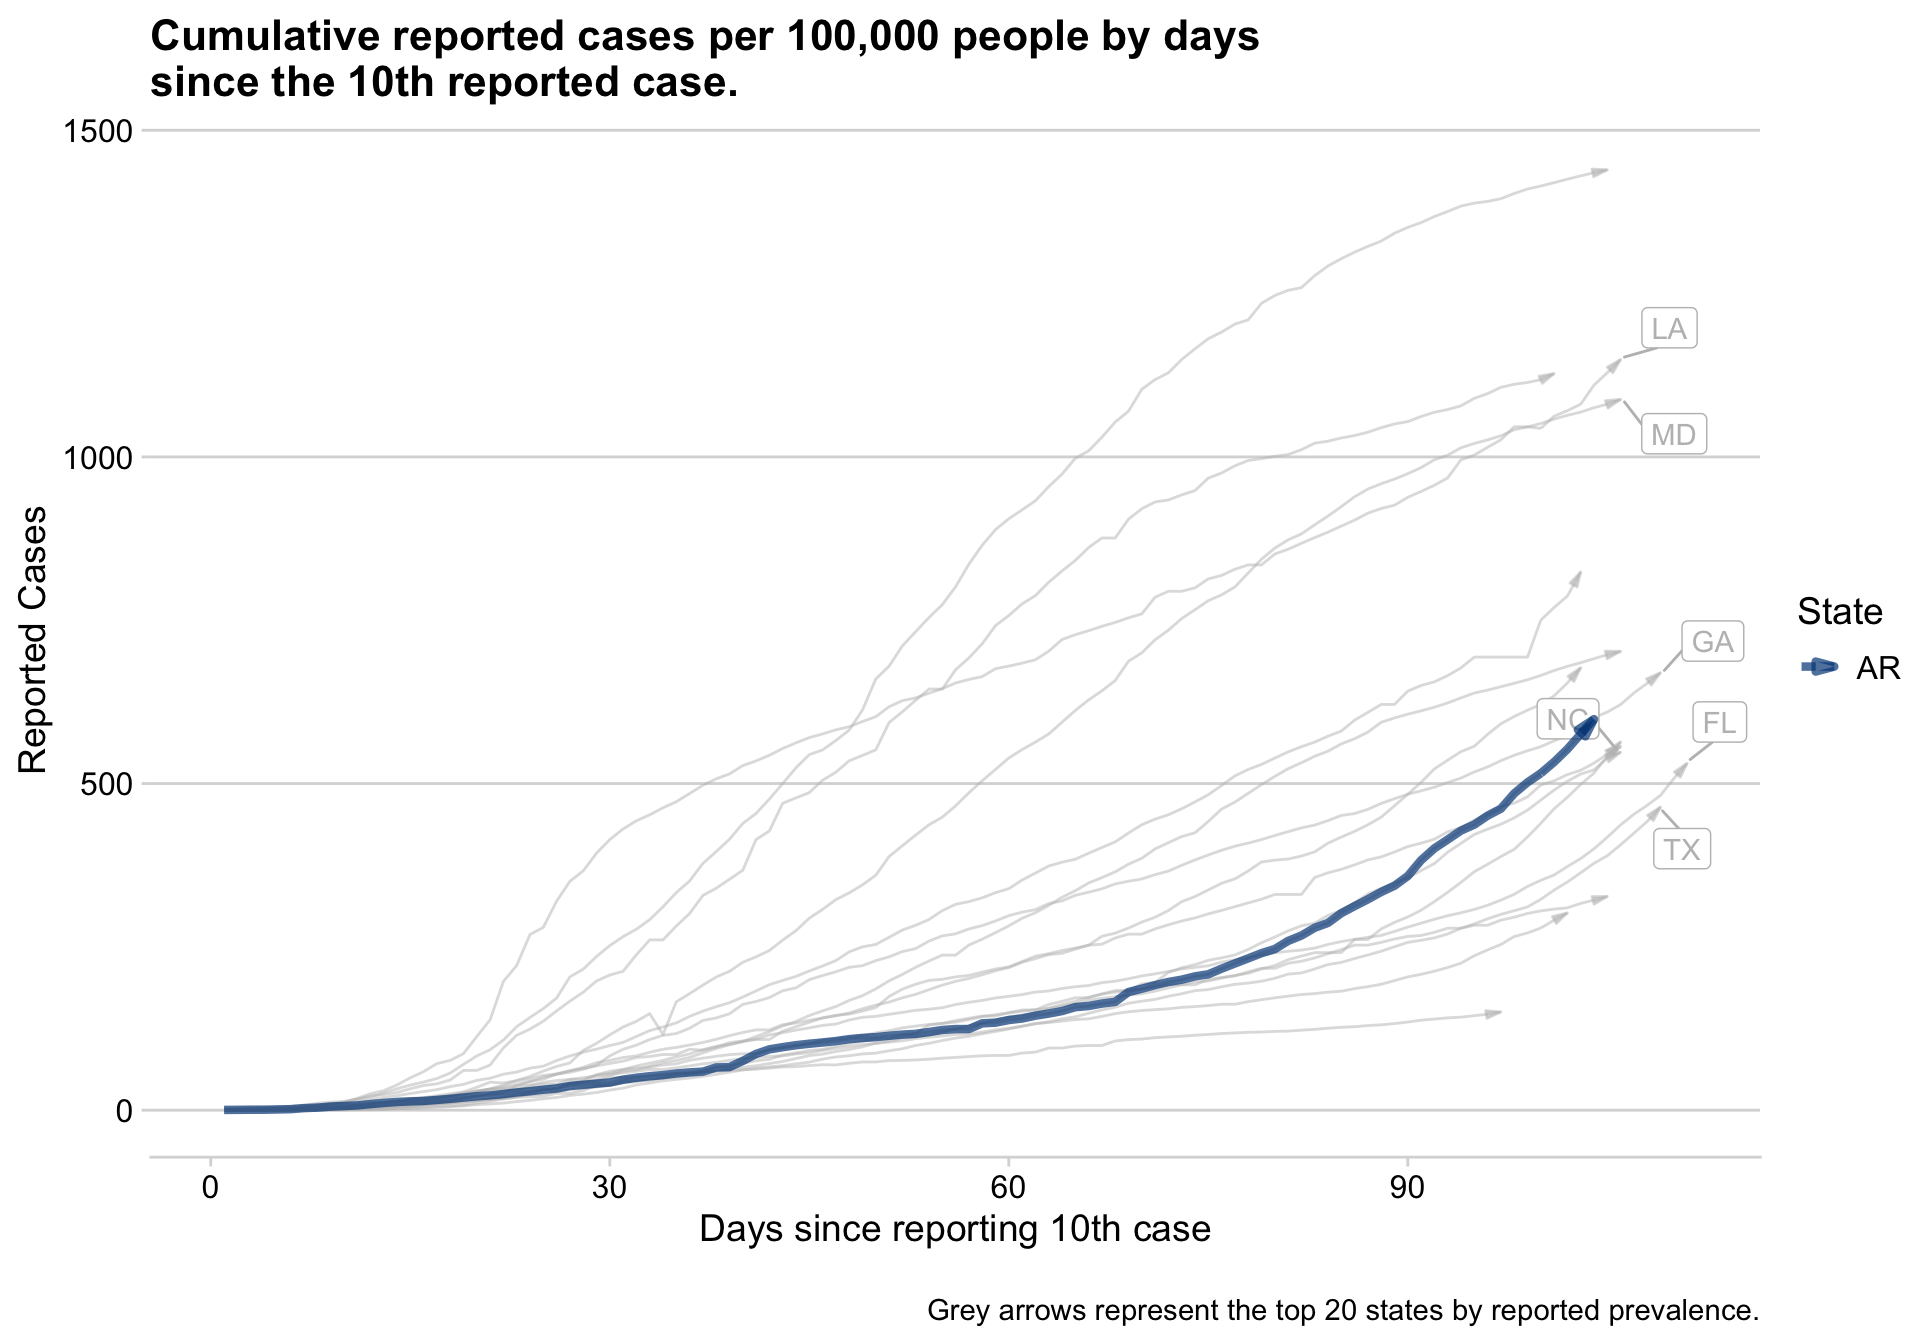 Cumulative reported cases per 100,000 people by days
since the 10th reported case.
1500
1000
500
0
Reported Cases
LA
MD
GA
NC
FL
TX
State
AR
0
30
60
90
Days since reporting 10th case
Grey arrows represent the top 20 states by reported prevalence.